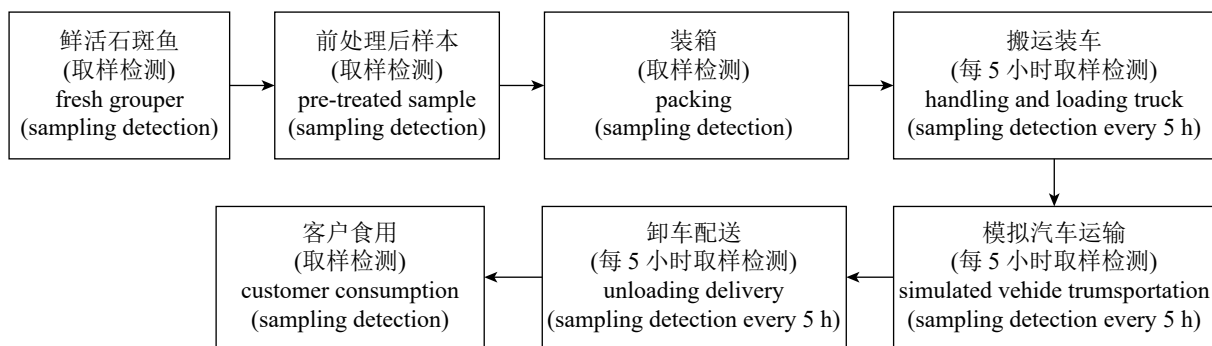 鲜活石斑鱼
(取样检测)
fresh grouper
(sampling detection)
前处理后样本
(取样检测)
pre-treated sample
(sampling detection)
装箱
(取样检测)
packing
(sampling detection)
搬运装车
(每 5 小时取样检测)
handling and loading truck
(sampling detection every 5 h)
模拟汽车运输
(每 5 小时取样检测)
simulated vehide trumsportation
(sampling detection every 5 h)
卸车配送
(每 5 小时取样检测)
unloading delivery
(sampling detection every 5 h)
客户食用
(取样检测)
customer consumption
(sampling detection)